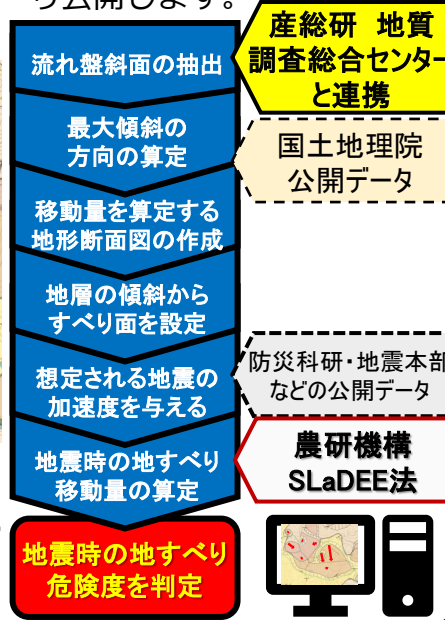 り公開します。
流れ盤斜面の抽出
産総研 地質
調査総合センター
と連携
最大傾斜の
方向の算定
国土地理院
公開データ
移動量を算定する
地形断面図の作成
地層の傾斜から
すべり面を設定
想定される地震の
加速度を与える
防災科研・地震本部
などの公開データ
地震時の地すべり
移動量の算定
農研機構
SLaDEE法
地震時の地すべり
危険度を判定